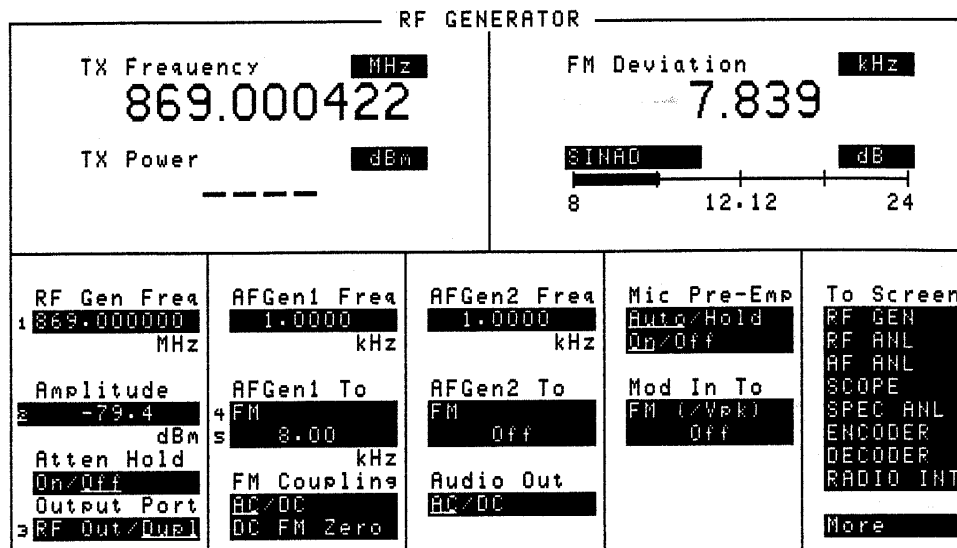 RF GENERATOR
TX Frequency MHz
869.000422
TX Power dBm
----
FM Deviation kHz
7.839
SINAD dB
8 12.12 24
RF Gen Freq
1 869.000000
MHz
Amplitude
2 -79.4
dBm
Atten Hold
On/Off
Output Port
3 RF Out/Dupl
AFGen1 Freq
1.0000
kHz
AFGen1 To
4 FM
5 8.00
kHz
FM Coupling
AC/DC
DC FM Zero
AFGen2 Freq
1.0000
kHz
AFGen2 To
FM
Off
Audio Out
AC/DC
Mic Pre-Emp
Auto/Hold
On/Off
Mod In To
FM (/Vpk)
Off
To Screen
RF GEN
RF ANL
AF ANL
SCOPE
SPEC ANL
ENCODER
DECODER
RADIO INT
More